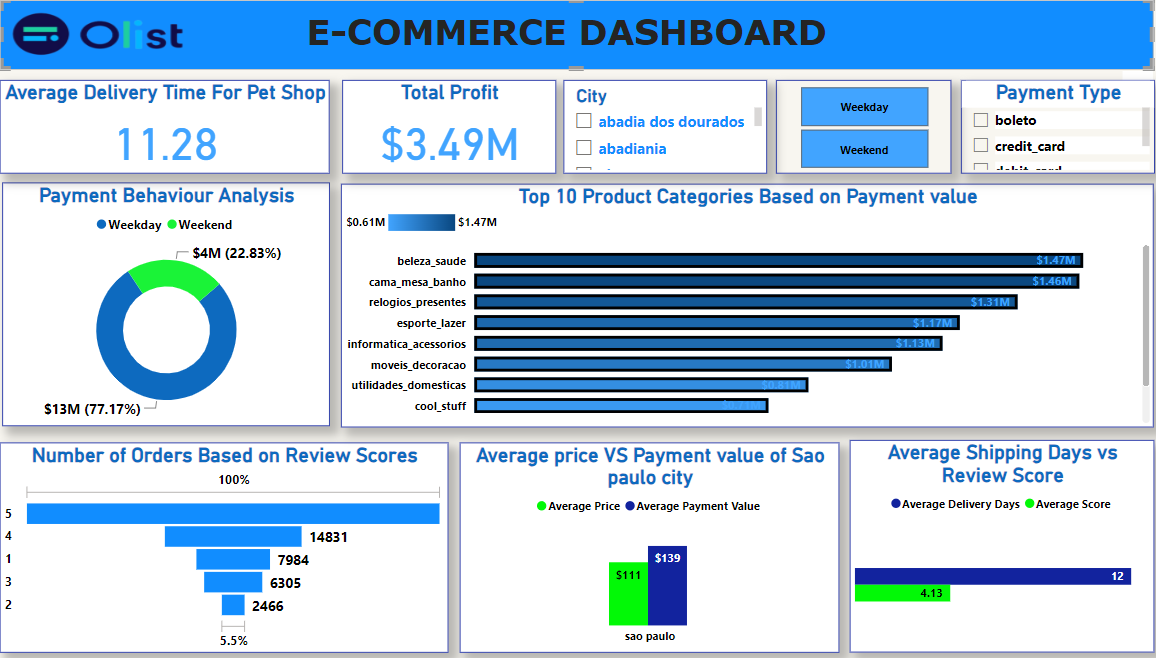 Olist
E-COMMERCE DASHBOARD
Average Delivery Time For Pet Shop
11.28
Total Profit
$3.49M
City
abadia dos dourados
abadiania
Weekday
Weekend
Payment Type
boleto
credit_card
debit_card
Payment Behaviour Analysis
Weekday Weekend
$4M (22.83%)
$13M (77.17%)
Top 10 Product Categories Based on Payment value
$0.61M $1.47M
beleza_saude $1.47M
cama_mesa_banho $1.46M
relogios_presentes $1.31M
esporte_lazer $1.17M
informatica_acessorios $1.13M
moveis_decoracao $1.01M
utilidades_domesticas $0.81M
cool_stuff
Number of Orders Based on Review Scores
100%
5
4 14831
1 7984
3 6305
2 2466
5.5%
Average price VS Payment value of Sao
paulo city
Average Price Average Payment Value
$111 $139
sao paulo
Average Shipping Days vs
Review Score
Average Delivery Days Average Score
12
4.13